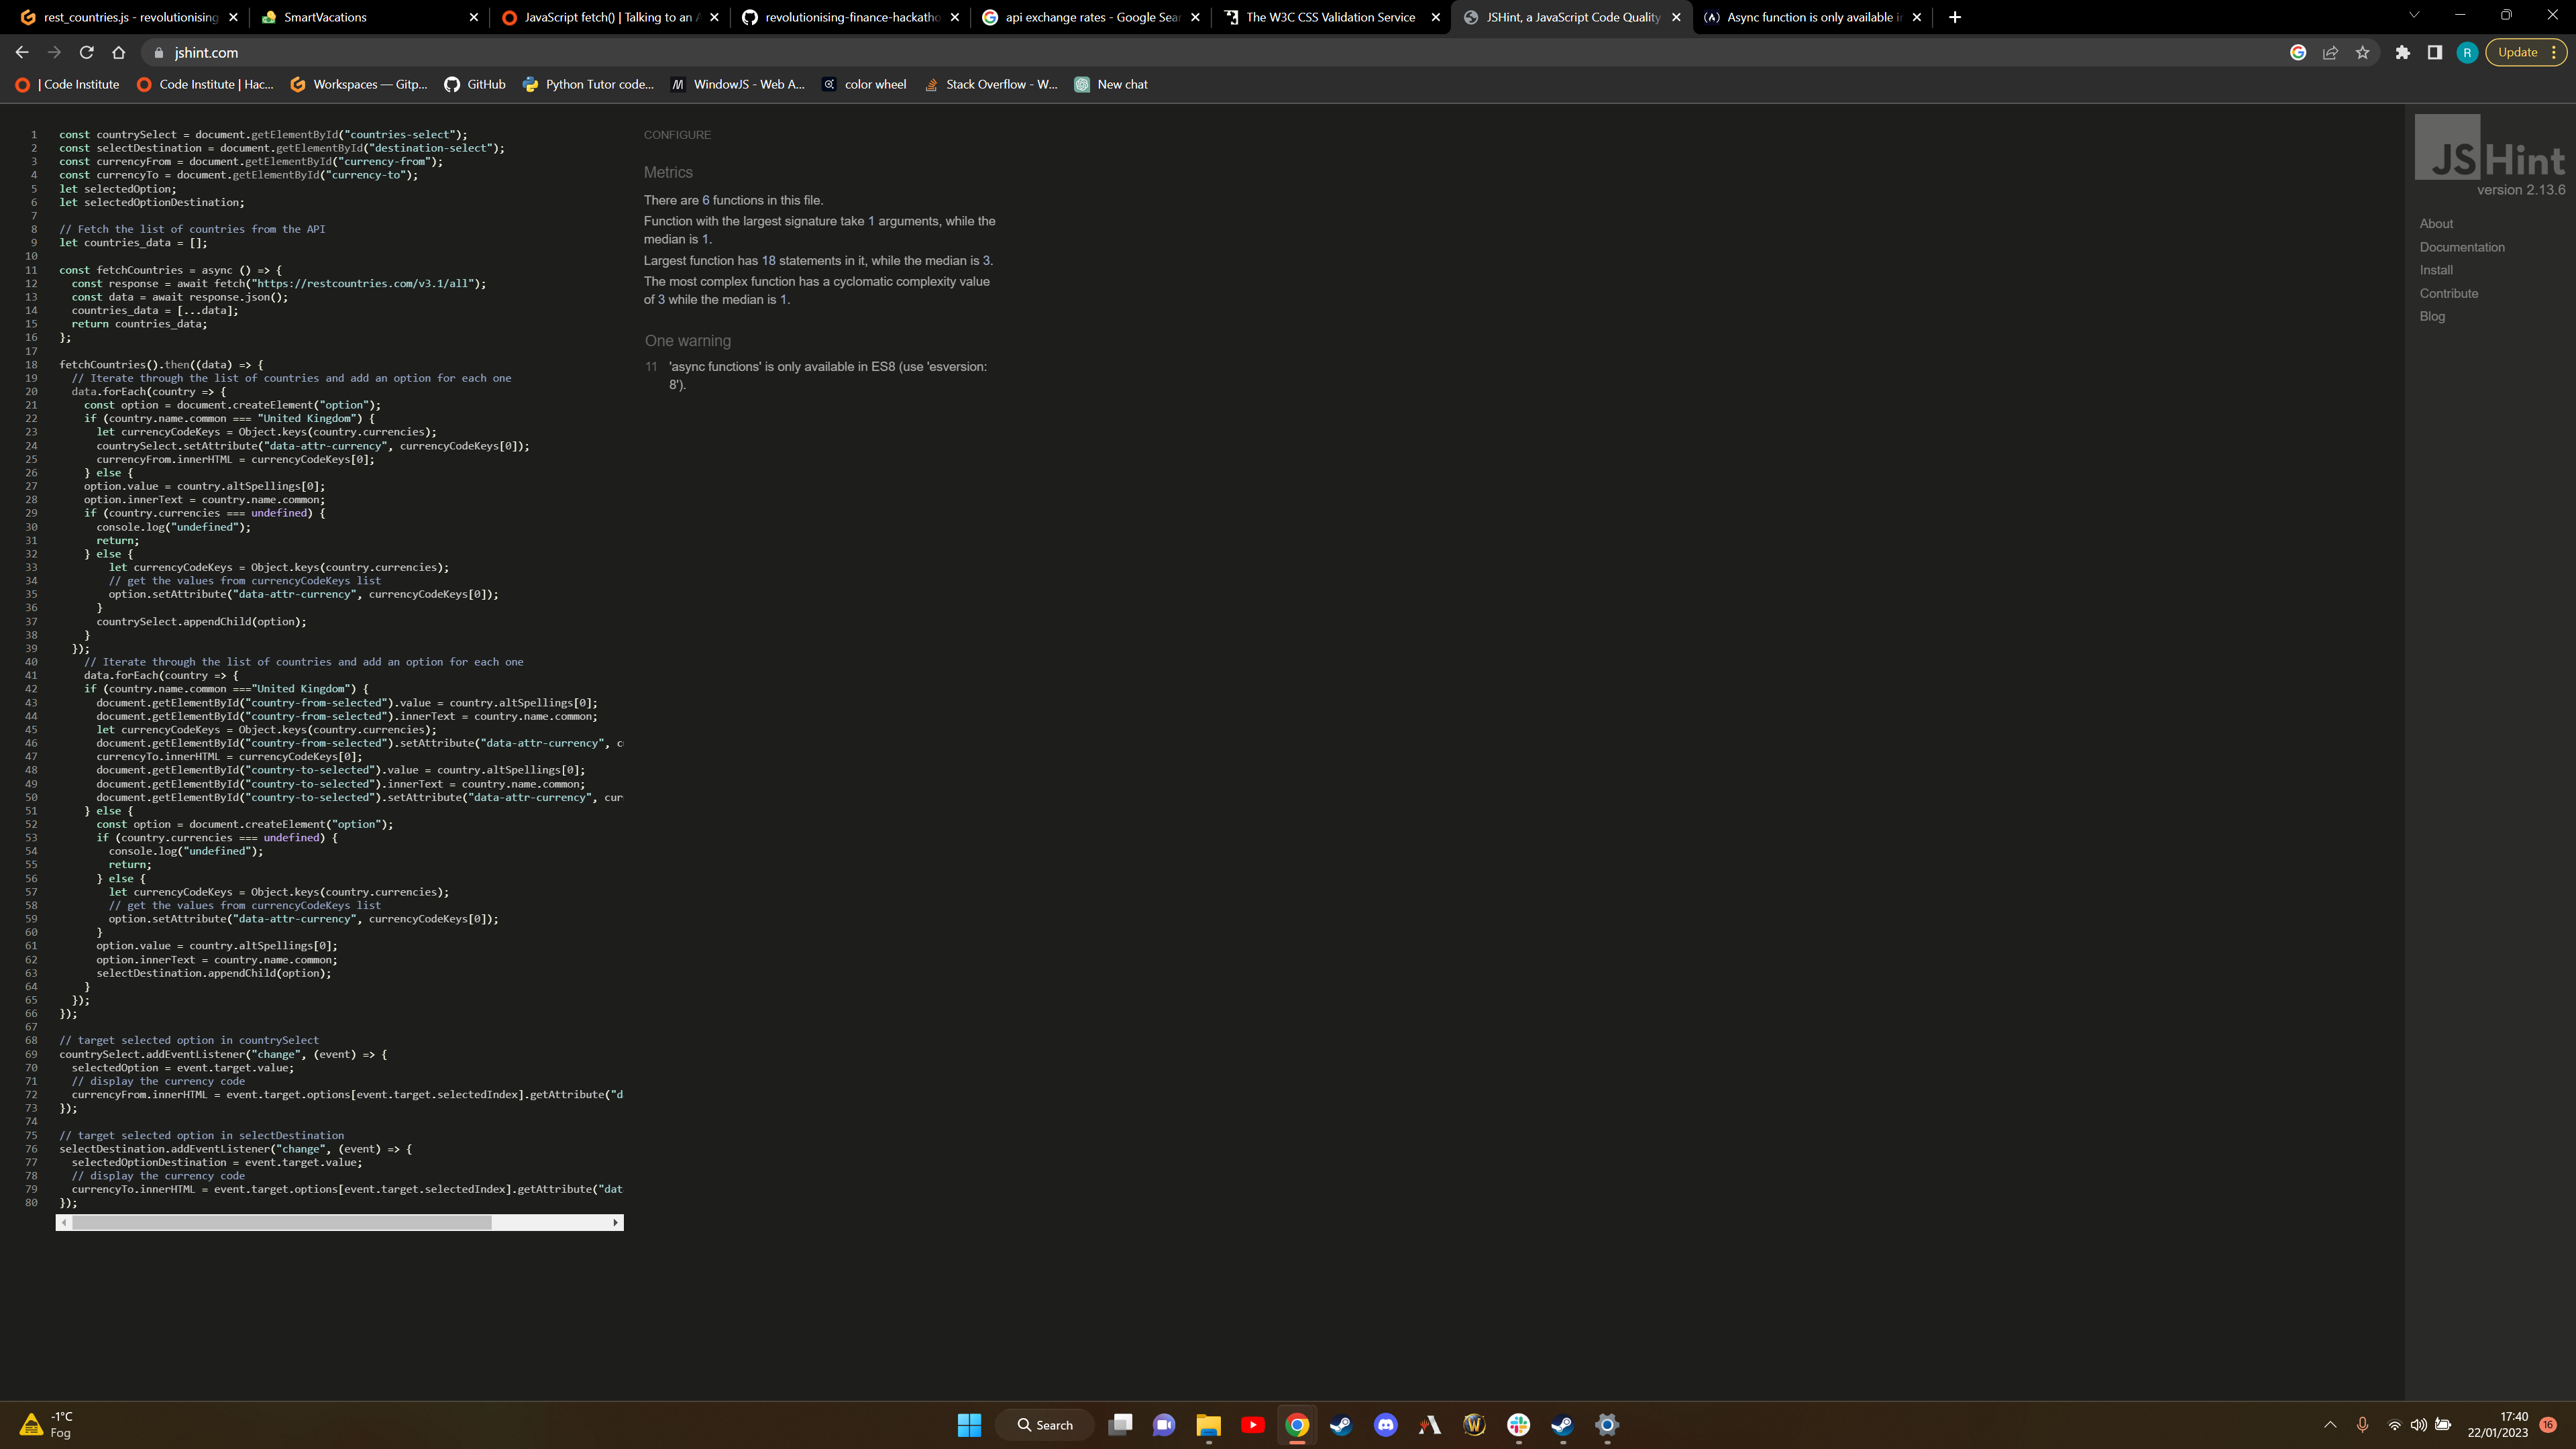 rest_countries.js - revolutionising
SmartVacations
JavaScript fetch() | Talking to an A
revolutionising-finance-hackatho
api exchange rates - Google Sear
The W3C CSS Validation Service
JSHint, a JavaScript Code Quality
Async function is only available in
jshint.com
R
Update
| Code Institute
Code Institute | Hac...
Workspaces — Gitp...
GitHub
Python Tutor code...
WindowJS - Web A...
color wheel
Stack Overflow - W...
New chat
1 const countrySelect = document.getElementById("countries-select");
2 const selectDestination = document.getElementById("destination-select");
3 const currencyFrom = document.getElementById("currency-from");
4 const currencyTo = document.getElementById("currency-to");
5 let selectedOption;
6 let selectedOptionDestination;
7
8 // Fetch the list of countries from the API
9 let countries_data = [];
10
11 const fetchCountries = async () => {
12 const response = await fetch("https://restcountries.com/v3.1/all");
13 const data = await response.json();
14 countries_data = [...data];
15 return countries_data;
16 };
17
18 fetchCountries().then((data) => {
19 // Iterate through the list of countries and add an option for each one
20 data.forEach(country => {
21 const option = document.createElement("option");
22 if (country.name.common === "United Kingdom") {
23 let currencyCodeKeys = Object.keys(country.currencies);
24 countrySelect.setAttribute("data-attr-currency", currencyCodeKeys[0]);
25 currencyFrom.innerHTML = currencyCodeKeys[0];
26 } else {
27 option.value = country.altSpellings[0];
28 option.innerText = country.name.common;
29 if (country.currencies === undefined) {
30 console.log("undefined");
31 return;
32 } else {
33 let currencyCodeKeys = Object.keys(country.currencies);
34 // get the values from currencyCodeKeys list
35 option.setAttribute("data-attr-currency", currencyCodeKeys[0]);
36 }
37 countrySelect.appendChild(option);
38 }
39 });
40 // Iterate through the list of countries and add an option for each one
41 data.forEach(country => {
42 if (country.name.common ==="United Kingdom") {
43 document.getElementById("country-from-selected").value = country.altSpellings[0];
44 document.getElementById("country-from-selected").innerText = country.name.common;
45 let currencyCodeKeys = Object.keys(country.currencies);
46 document.getElementById("country-from-selected").setAttribute("data-attr-currency", c
47 currencyTo.innerHTML = currencyCodeKeys[0];
48 document.getElementById("country-to-selected").value = country.altSpellings[0];
49 document.getElementById("country-to-selected").innerText = country.name.common;
50 document.getElementById("country-to-selected").setAttribute("data-attr-currency", cur
51 } else {
52 const option = document.createElement("option");
53 if (country.currencies === undefined) {
54 console.log("undefined");
55 return;
56 } else {
57 let currencyCodeKeys = Object.keys(country.currencies);
58 // get the values from currencyCodeKeys list
59 option.setAttribute("data-attr-currency", currencyCodeKeys[0]);
60 }
61 option.value = country.altSpellings[0];
62 option.innerText = country.name.common;
63 selectDestination.appendChild(option);
64 }
65 });
66 });
67
68 // target selected option in countrySelect
69 countrySelect.addEventListener("change", (event) => {
70 selectedOption = event.target.value;
71 // display the currency code
72 currencyFrom.innerHTML = event.target.options[event.target.selectedIndex].getAttribute("d
73 });
74
75 // target selected option in selectDestination
76 selectDestination.addEventListener("change", (event) => {
77 selectedOptionDestination = event.target.value;
78 // display the currency code
79 currencyTo.innerHTML = event.target.options[event.target.selectedIndex].getAttribute("dat
80 });
CONFIGURE
Metrics
There are 6 functions in this file.
Function with the largest signature take 1 arguments, while the
median is 1.
Largest function has 18 statements in it, while the median is 3.
The most complex function has a cyclomatic complexity value
of 3 while the median is 1.
One warning
11 'async functions' is only available in ES8 (use 'esversion:
8').
JSHint
version 2.13.6
About
Documentation
Install
Contribute
Blog
-1°C
Fog
Search
17:40
22/01/2023
16